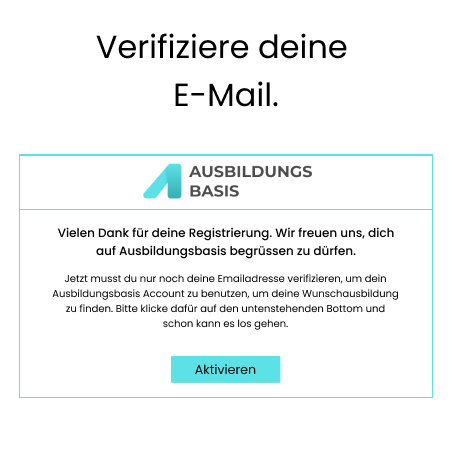 Verifiziere deine
E-Mail.
AUSBILDUNGS
BASIS
Vielen Dank für deine Registrierung. Wir freuen uns, dich
auf Ausbildungsbasis begrüssen zu dürfen.
Jetzt musst du nur noch deine Emailadresse verifizieren, um dein
Ausbildungsbasis Account zu benutzen, um deine Wunschausbildung
zu finden. Bitte klicke dafür auf den untenstehenden Bottom und
schon kann es los gehen.
Aktivieren